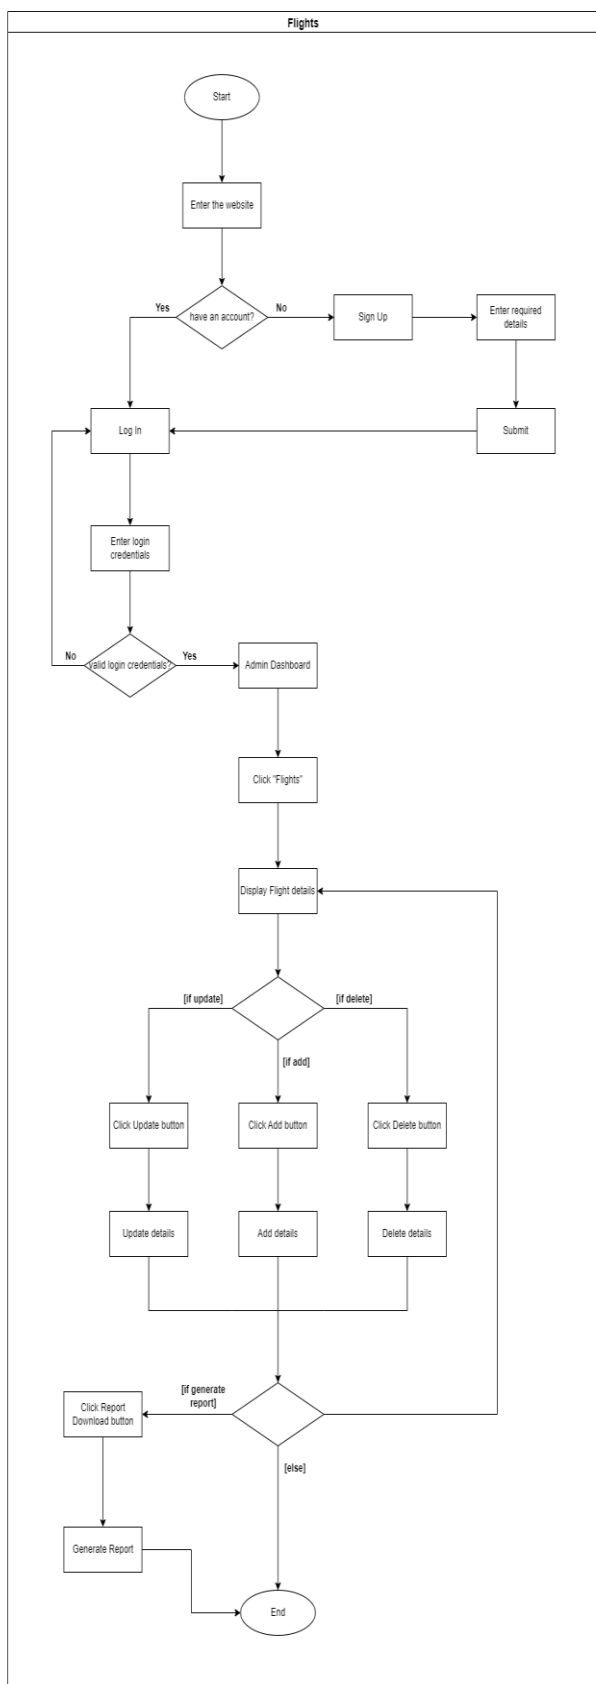 Flights
Start
Enter the website
Yes
have an account?
No
Sign Up
Enter required
details
Log In
Submit
Enter login
credentials
No
valid login credentials?
Yes
Admin Dashboard
Click "Flights"
Display Flight details
[if update]
[if delete]
[if add]
Click Update button
Click Add button
Click Delete button
Update details
Add details
Delete details
[if generate
report]
Click Report
Download button
[else]
Generate Report
End